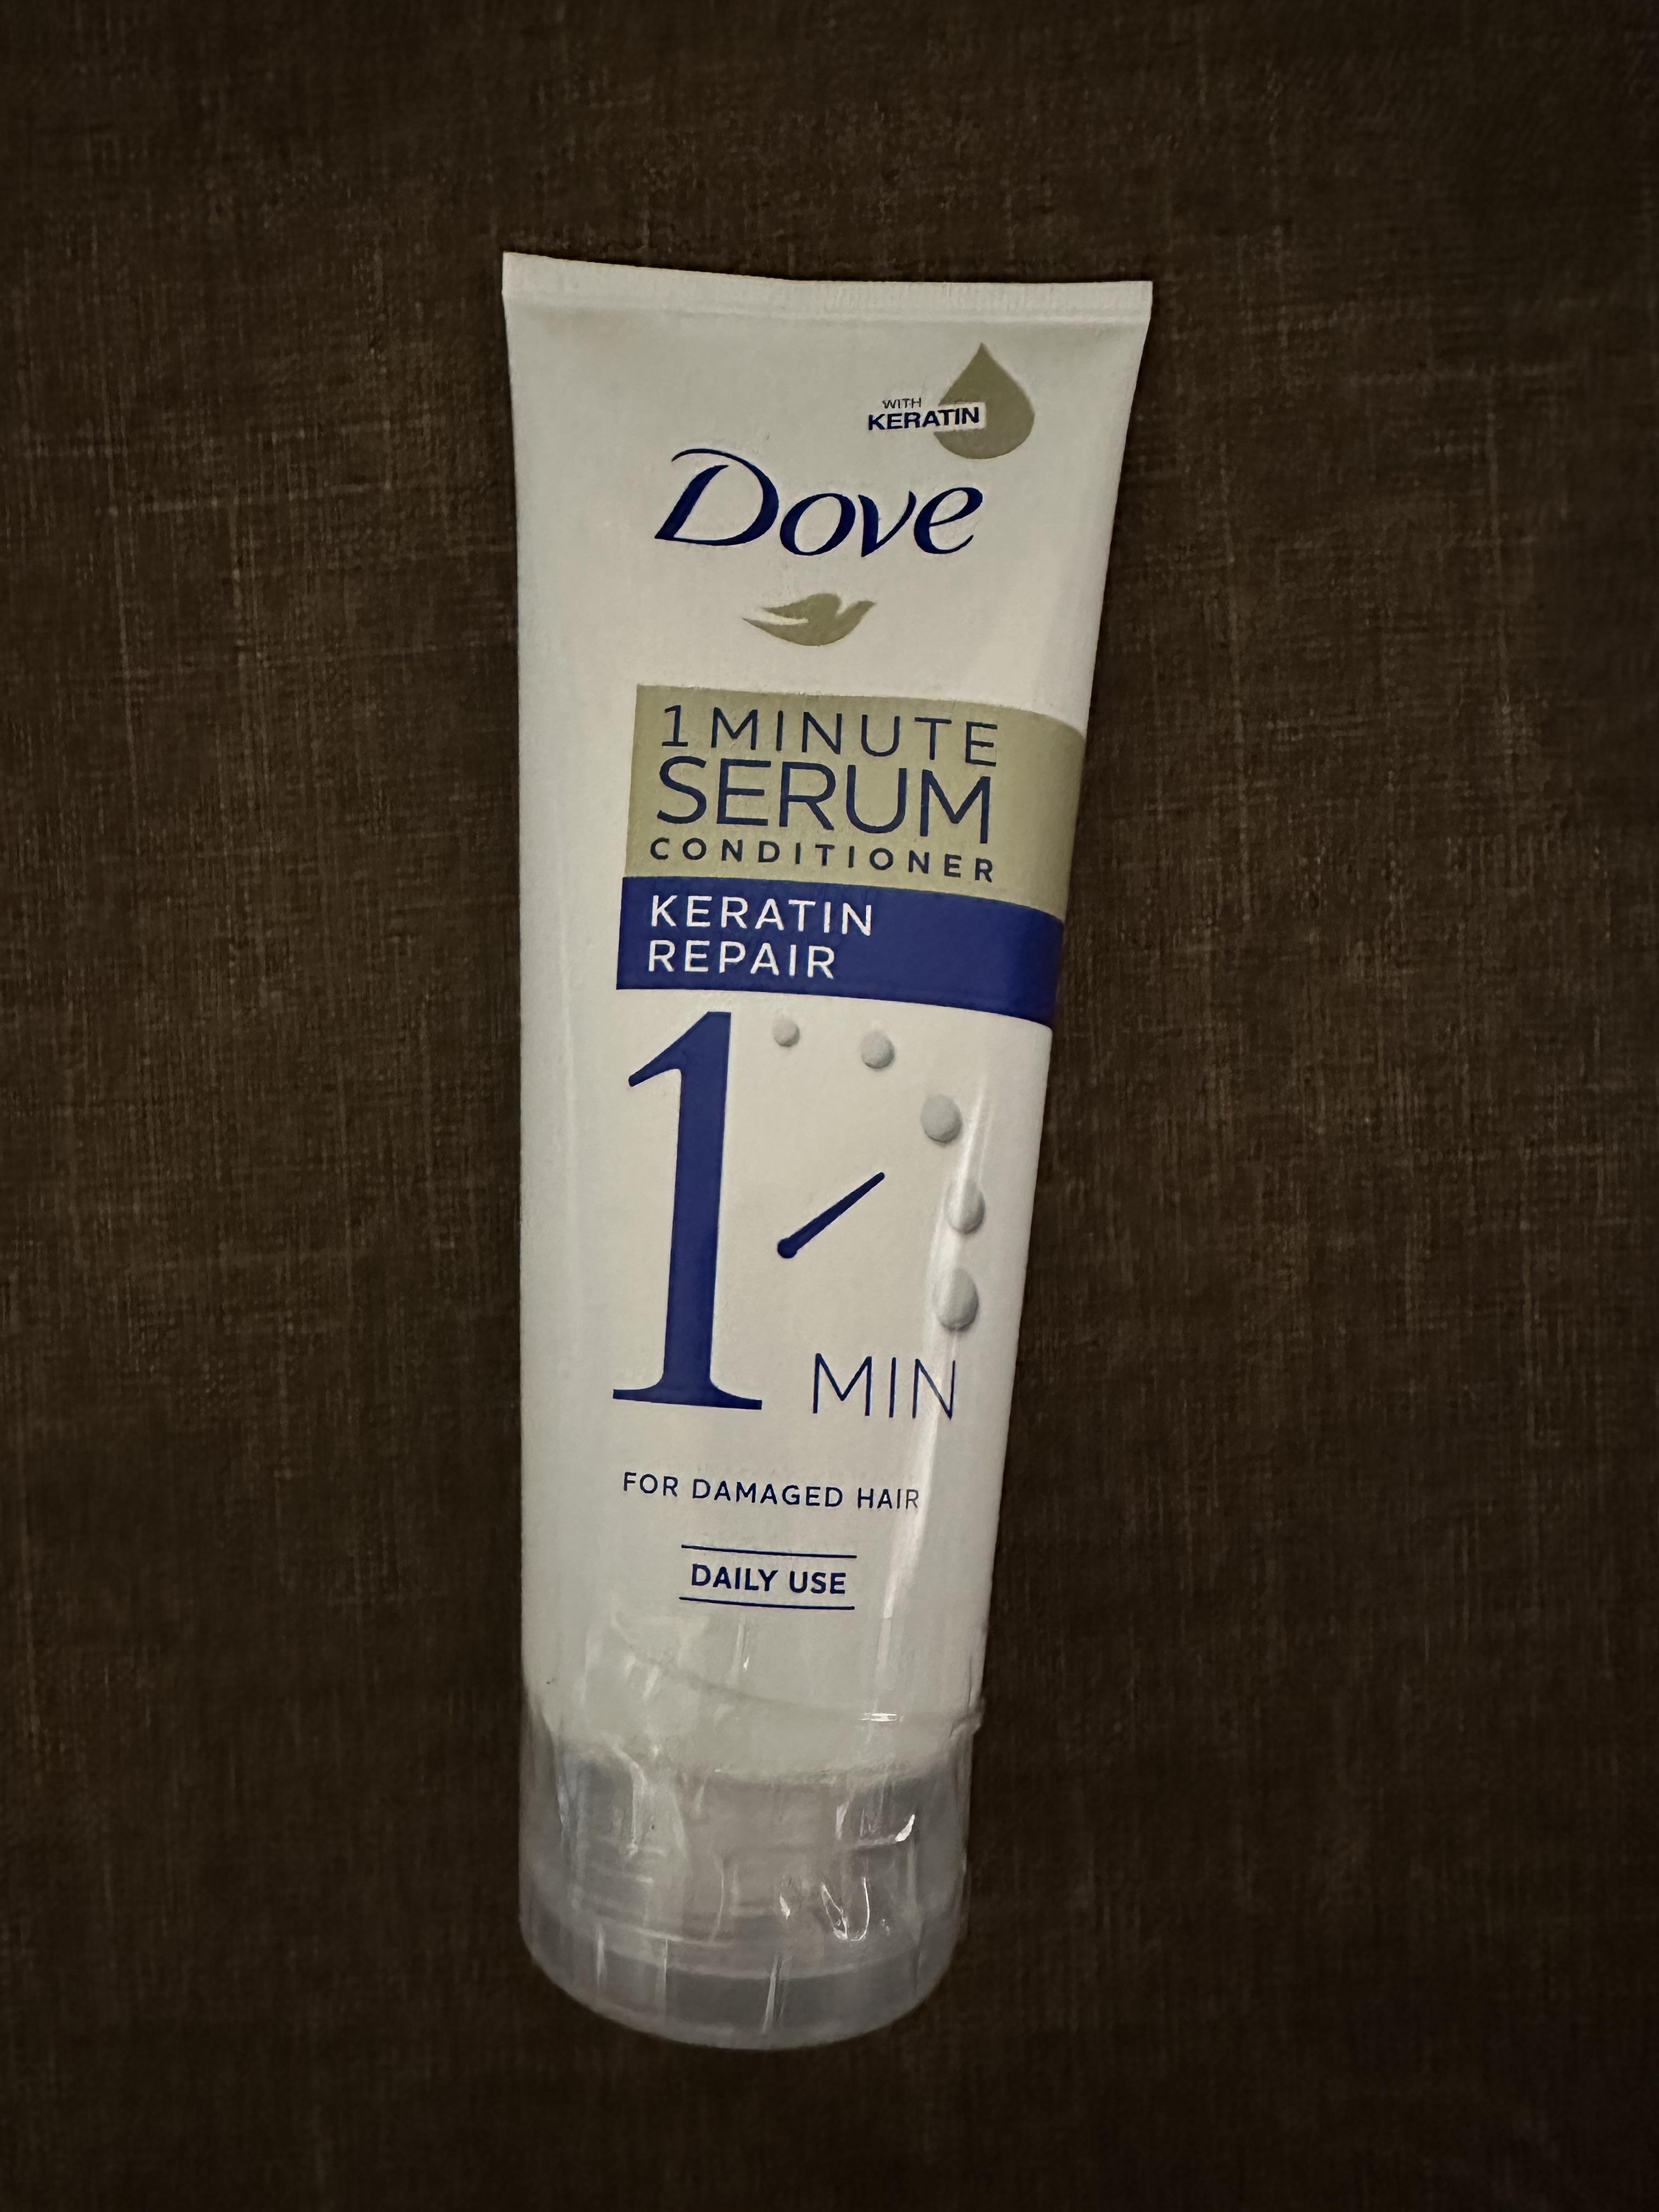 WITH
KERATIN
Dove
1 MINUTE
SERUM
CONDITIONER
KERATIN
REPAIR
1 MIN
FOR DAMAGED HAIR
DAILY USE